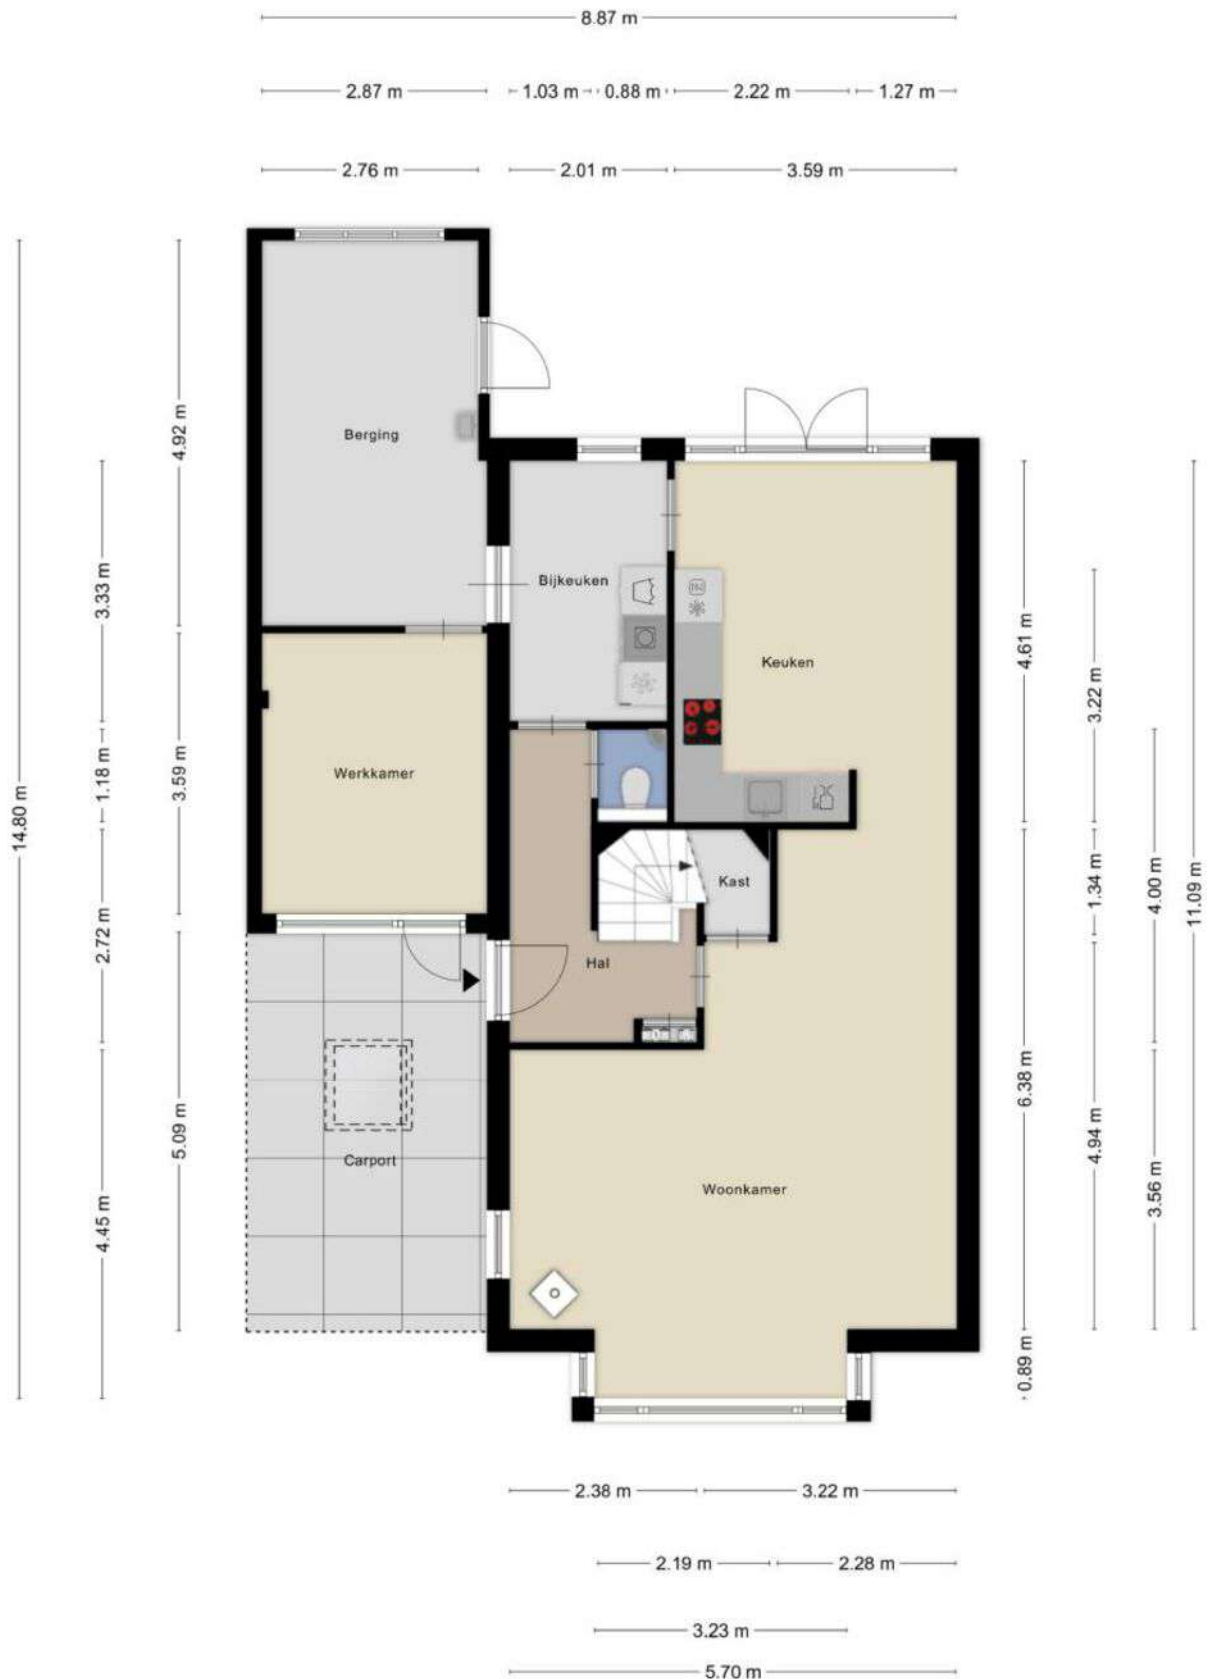 8.87 m
2.87 m 1.03 m 0.88 m 2.22 m 1.27 m
2.76 m 2.01 m 3.59 m
14.80 m
3.33 m
1.18 m
2.72 m
4.45 m
4.92 m
3.59 m
5.09 m
Berging
Bijkeuken
Keuken
Werkkamer
Kast
Hal
Carport
Woonkamer
4.61 m
6.38 m
0.89 m
3.22 m
1.34 m
4.94 m
4.00 m
3.56 m
11.09 m
2.38 m 3.22 m
2.19 m 2.28 m
3.23 m
5.70 m